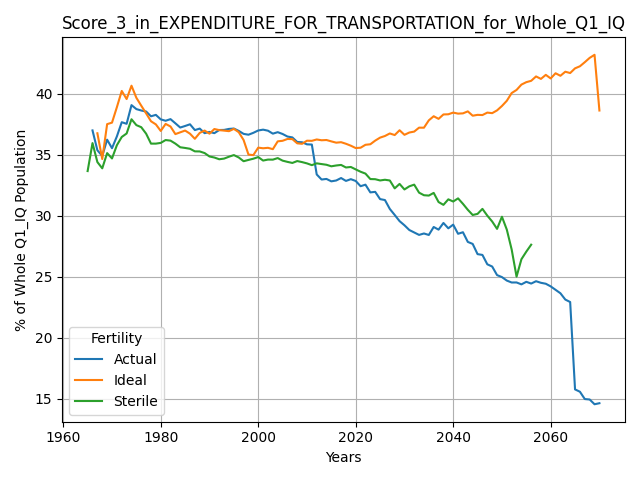 Score_3_in_EXPENDITURE_FOR_TRANSPORTATION_for_Whole_Q1_IQ
% of Whole Q1_IQ Population
40
35
30
25
20
15
Fertility
Actual
Ideal
Sterile
1960 1980 2000 2020 2040 2060
Years